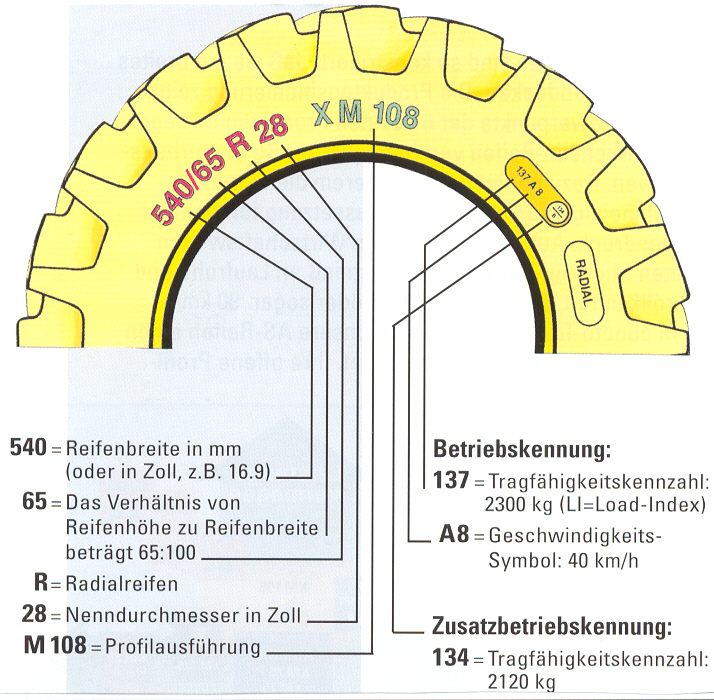 540/65 R 28
X M 108
137 A 8
RADIAL
540 = Reifenbreite in mm
(oder in Zoll, z.B. 16.9)
65 = Das Verhältnis von
Reifenhöhe zu Reifenbreite
beträgt 65:100
R = Radialreifen
28 = Nenndurchmesser in Zoll
M 108 = Profilausführung
Betriebskennung:
137 = Tragfähigkeitskennzahl:
2300 kg (LI=Load-Index)
A8 = Geschwindigkeits-
Symbol: 40 km/h
Zusatzbetriebskennung:
134 = Tragfähigkeitskennzahl:
2120 kg